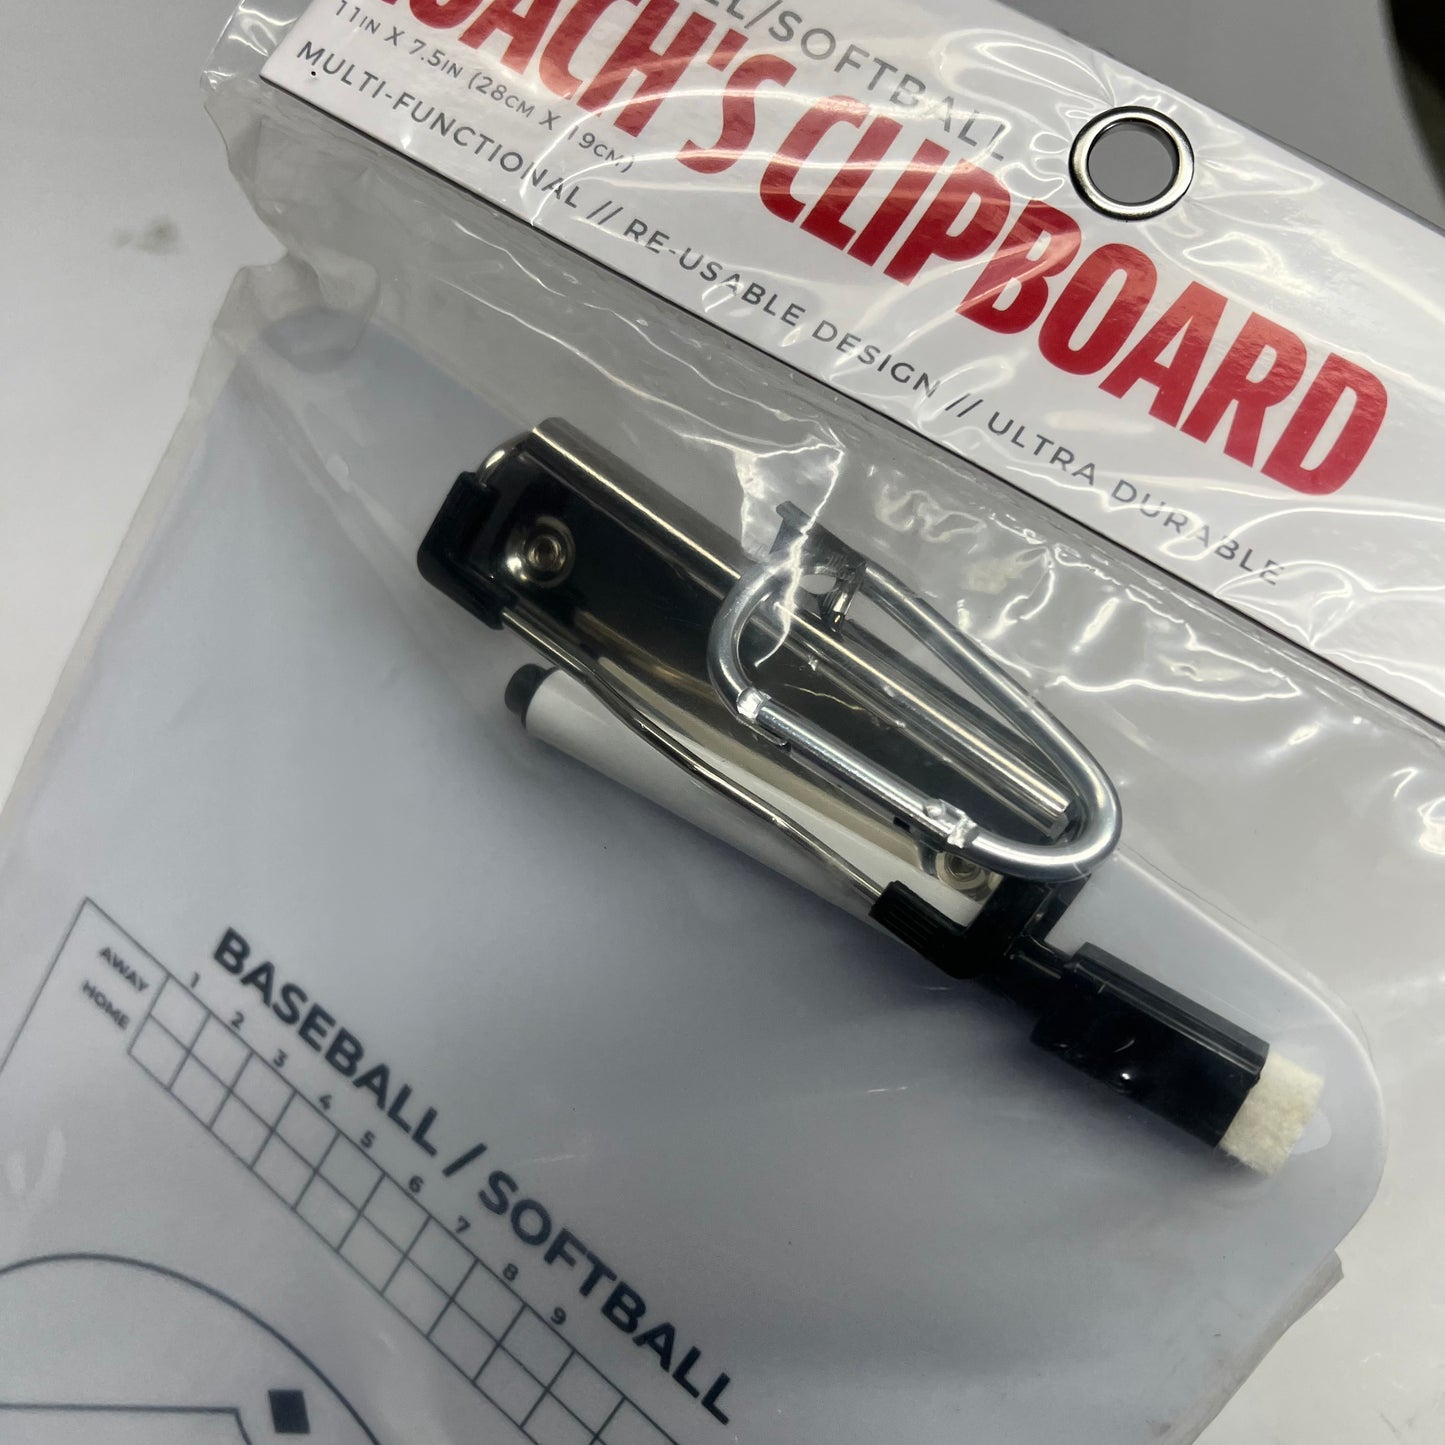 LL/SOFTBALL
COACH'S CLIPBOARD
11IN X 7.5IN (28CM X 19CM)
MULTI-FUNCTIONAL // RE-USABLE DESIGN // ULTRA DURABLE
BASEBALL / SOFTBALL
1 2 3 4 5 6 7 8 9
AWAY
HOME